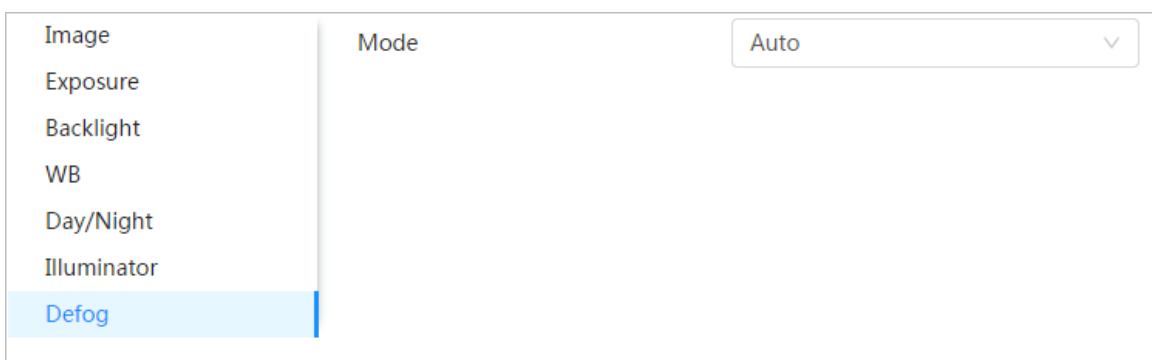 Image
Mode
Auto
Exposure
Backlight
WB
Day/Night
Illuminator
Defog